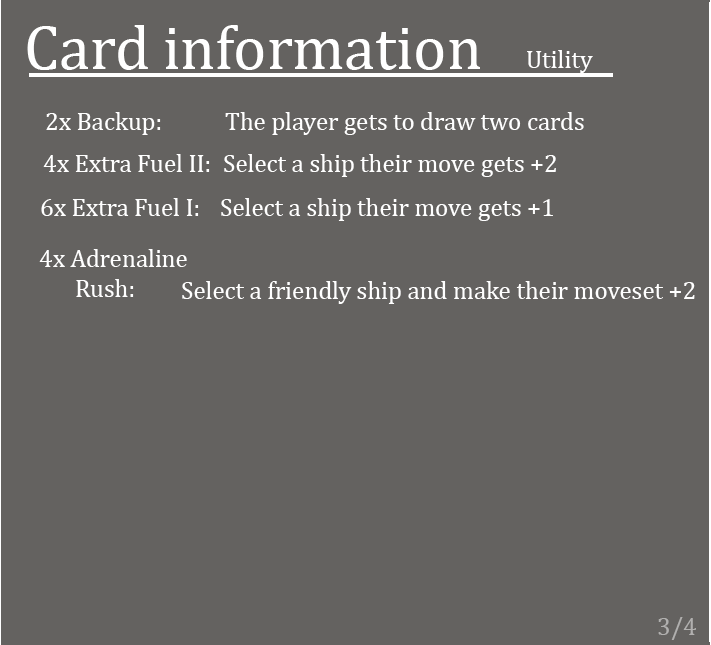 Card information Utility
2x Backup: The player gets to draw two cards
4x Extra Fuel II: Select a ship their move gets +2
6x Extra Fuel I: Select a ship their move gets +1
4x Adrenaline
Rush: Select a friendly ship and make their moveset +2
3/4